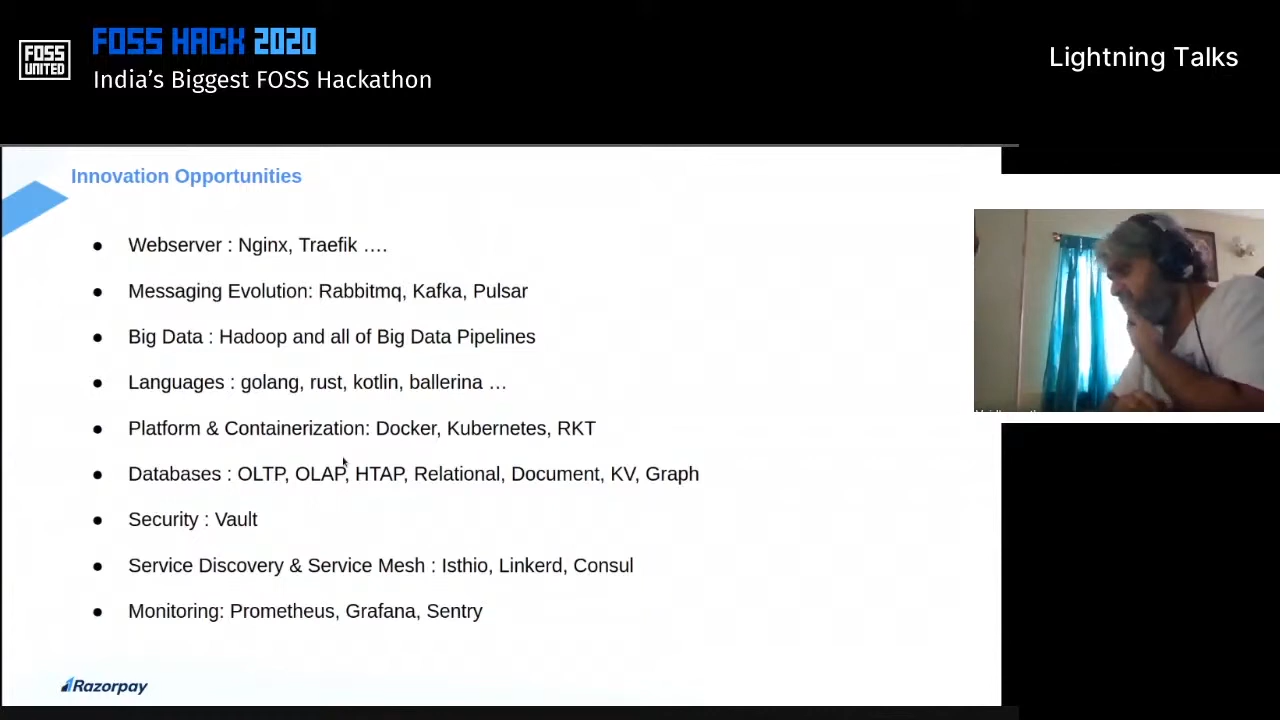 FOSS UNITED
FOSS HACK 2020
India’s Biggest FOSS Hackathon
Lightning Talks
Innovation Opportunities
● Webserver : Nginx, Traefik ….
● Messaging Evolution: Rabbitmq, Kafka, Pulsar
● Big Data : Hadoop and all of Big Data Pipelines
● Languages : golang, rust, kotlin, ballerina …
● Platform & Containerization: Docker, Kubernetes, RKT
● Databases : OLTP, OLAP, HTAP, Relational, Document, KV, Graph
● Security : Vault
● Service Discovery & Service Mesh : Isthio, Linkerd, Consul
● Monitoring: Prometheus, Grafana, Sentry
Razorpay